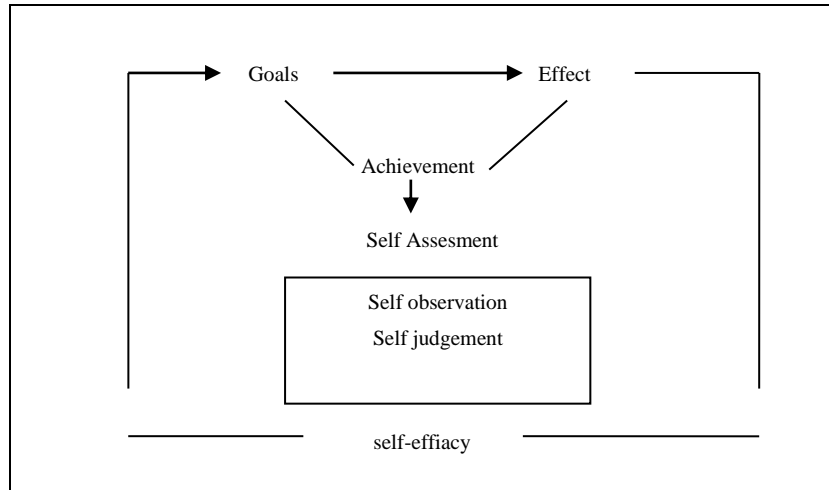 Goals Effect
Achievement
Self Assesment
Self observation
Self judgement
self-effiacy